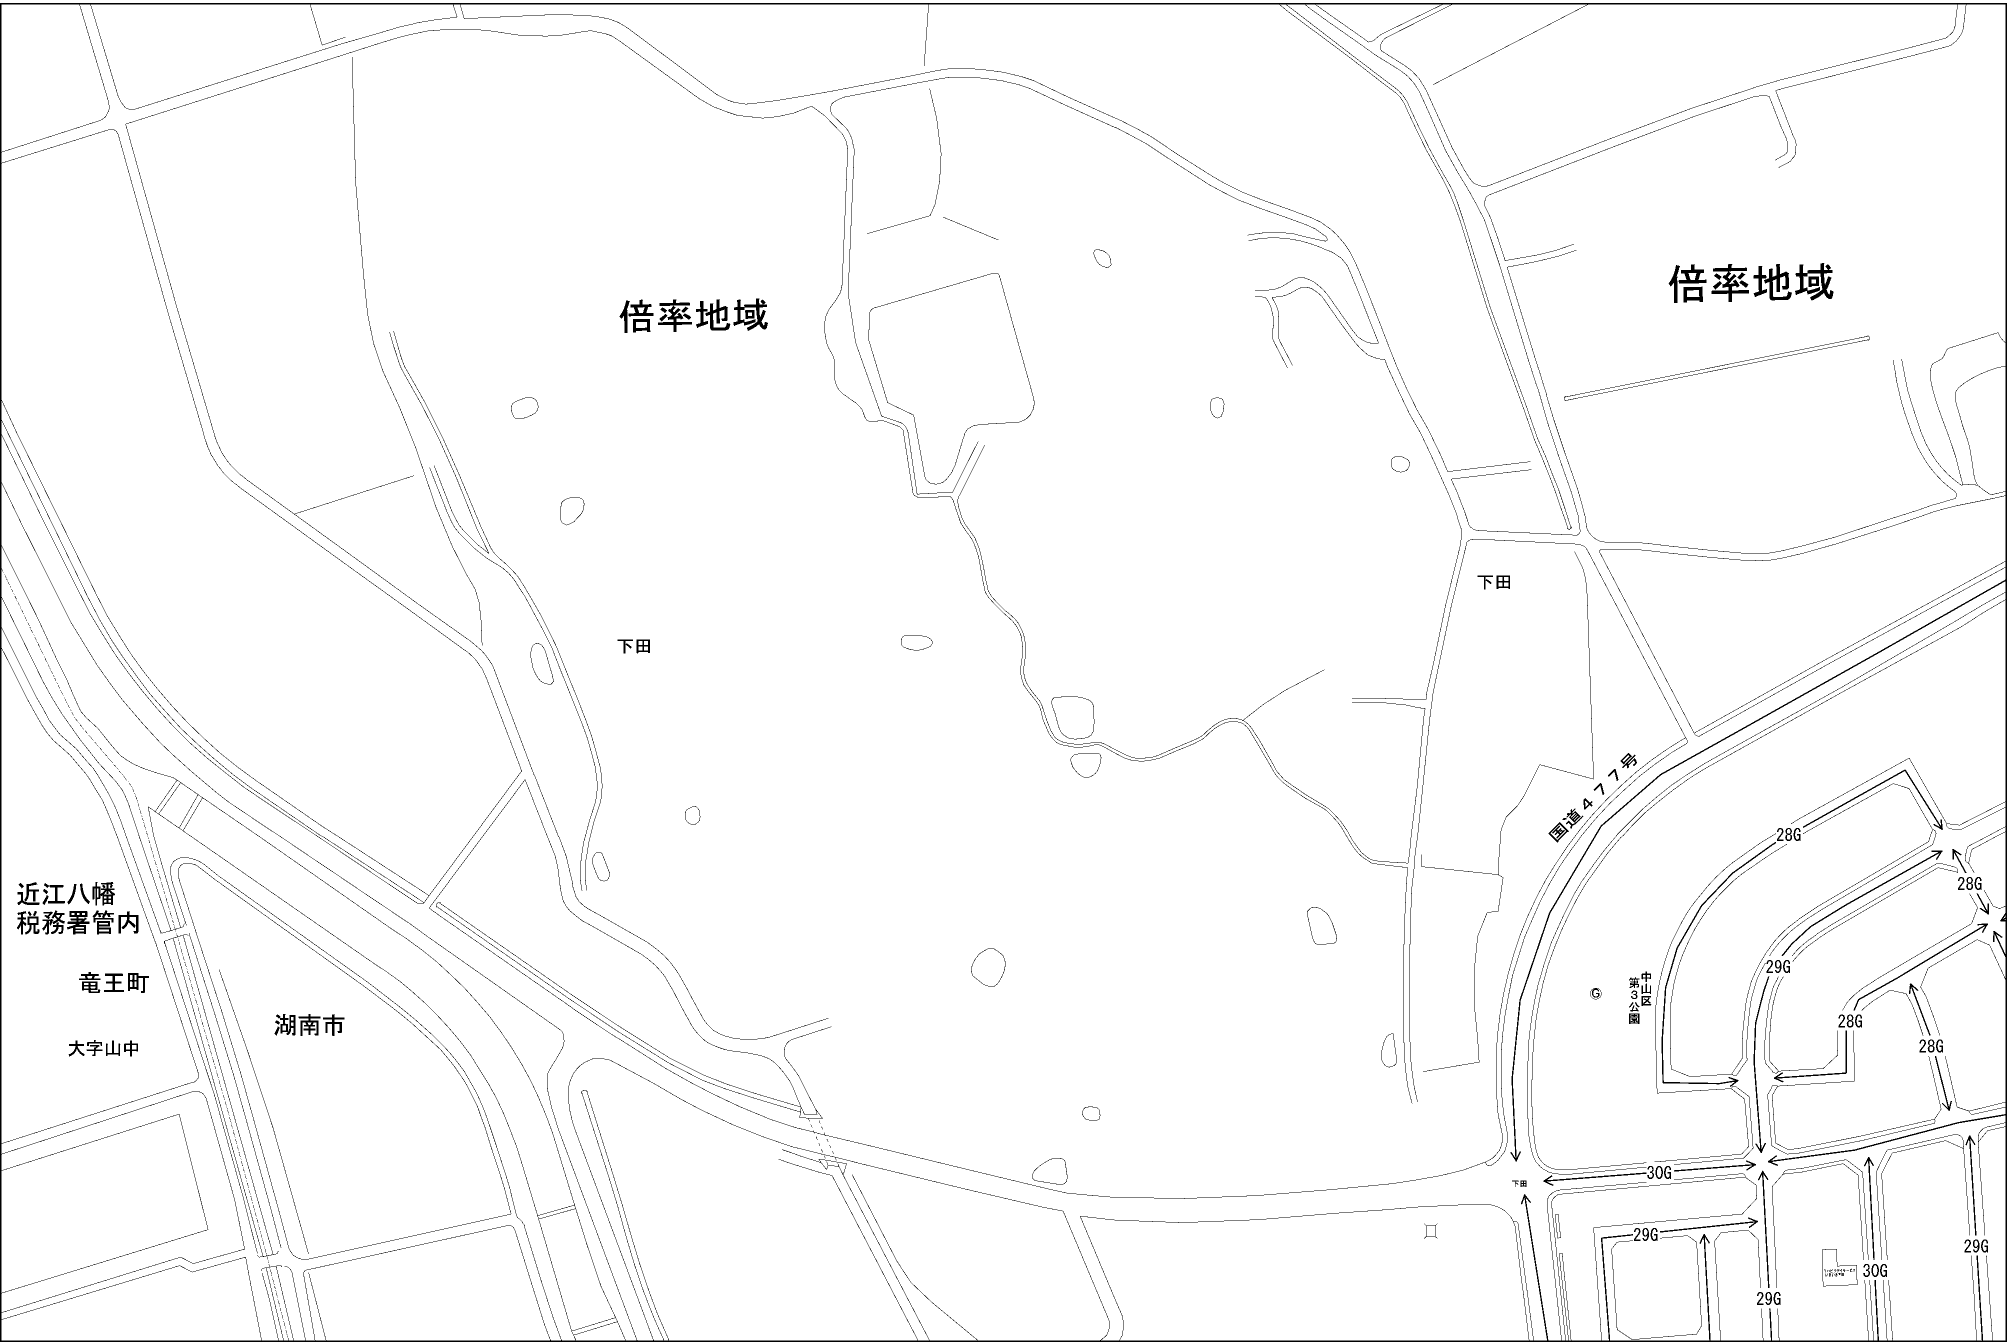 倍率地域
倍率地域
下田
下田
国道477号
28G
28G
近江八幡
税務署管内
29G
中山区
第3公園
G
竜王町
28G
湖南市
28G
大字山中
30G
下田
29G
29G
30G
29G